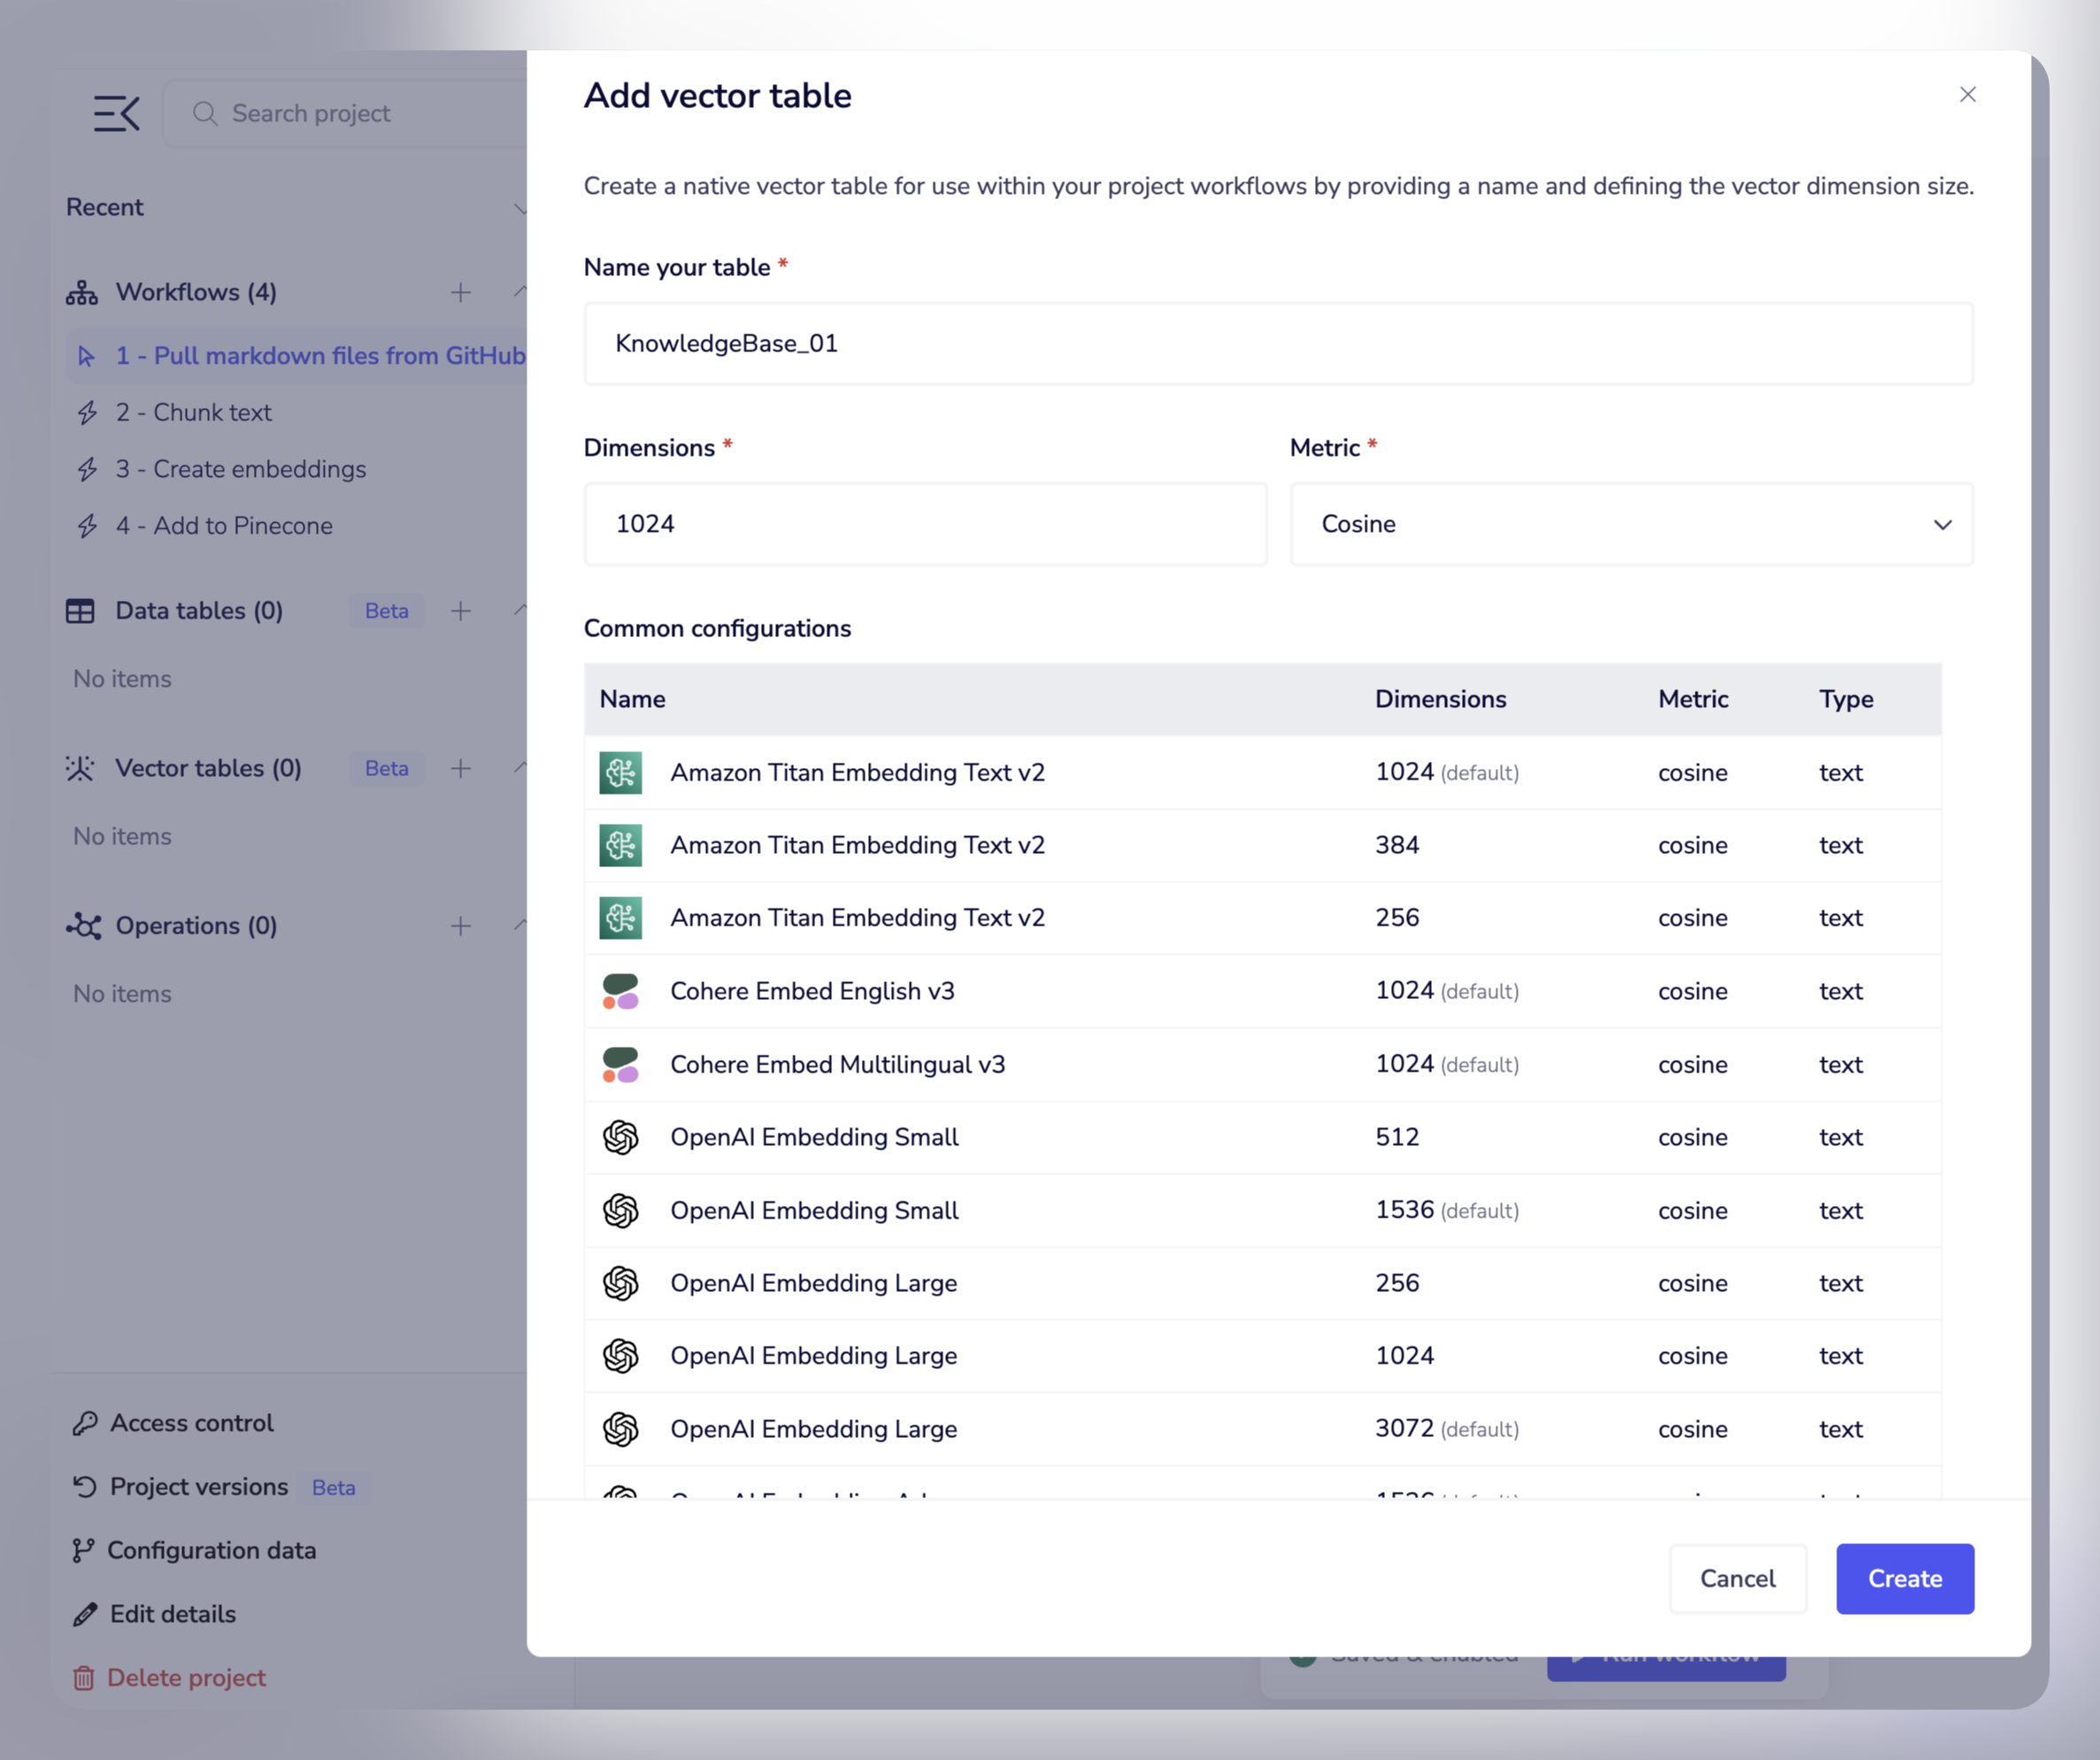 Search project
Recent
Workflows (4)
1 - Pull markdown files from GitHub
2 - Chunk text
3 - Create embeddings
4 - Add to Pinecone
Data tables (0) Beta
No items
Vector tables (0) Beta
No items
Operations (0)
No items
Access control
Project versions Beta
Configuration data
Edit details
Delete project
Add vector table
Create a native vector table for use within your project workflows by providing a name and defining the vector dimension size.
Name your table *
KnowledgeBase_01
Dimensions * Metric *
1024 Cosine
Common configurations
Name Dimensions Metric Type
Amazon Titan Embedding Text v2 1024 (default) cosine text
Amazon Titan Embedding Text v2 384 cosine text
Amazon Titan Embedding Text v2 256 cosine text
Cohere Embed English v3 1024 (default) cosine text
Cohere Embed Multilingual v3 1024 (default) cosine text
OpenAI Embedding Small 512 cosine text
OpenAI Embedding Small 1536 (default) cosine text
OpenAI Embedding Large 256 cosine text
OpenAI Embedding Large 1024 cosine text
OpenAI Embedding Large 3072 (default) cosine text
Cancel Create
Saved & enabled Run workflow